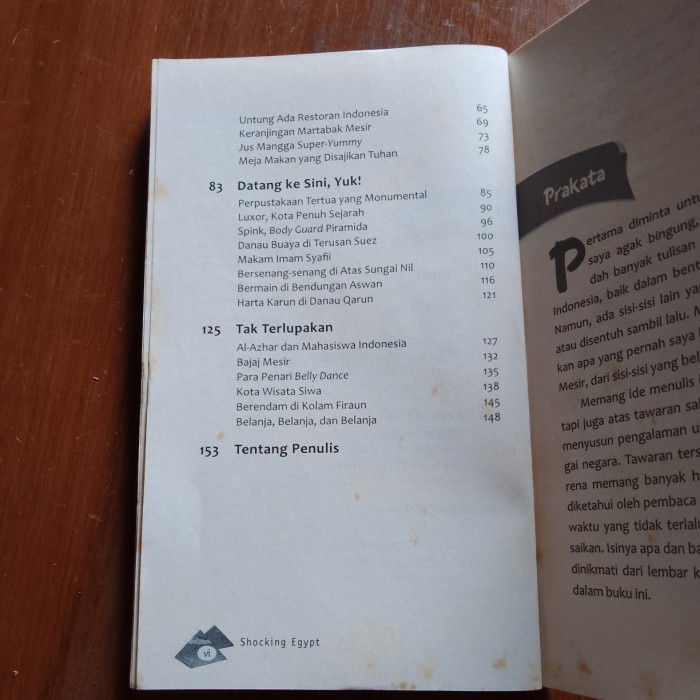 Untung Ada Restoran Indonesia 65
Keranjingan Martabak Mesir 69
Jus Mangga Super-Yummy 73
Meja Makan yang Disajikan Tuhan 78
83 Datang ke Sini, Yuk!
Perpustakaan Tertua yang Monumental 85
Luxor, Kota Penuh Sejarah 90
Spink, Body Guard Piramida 96
Danau Buaya di Terusan Suez 100
Makam Imam Syafii 105
Bersenang-senang di Atas Sungai Nil 110
Bermain di Bendungan Aswan 116
Harta Karun di Danau Qarun 121
125 Tak Terlupakan
Al-Azhar dan Mahasiswa Indonesia 127
Bajaj Mesir 132
Para Penari Belly Dance 135
Kota Wisata Siwa 138
Berendam di Kolam Firaun 145
Belanja, Belanja, dan Belanja 148
153 Tentang Penulis
vi Shocking Egypt
Prakata
Pertama diminta untu
saya agak bingung,
dah banyak tulisan
Indonesia, baik dalam bent
Namun, ada sisi-sisi lain ya
atau disentuh sambil lalu. M
kan apa yang pernah saya
Mesir, dari sisi-sisi yang bel
Memang ide menulis
tapi juga atas tawaran sa
menyusun pengalaman u
gai negara. Tawaran ters
rena memang banyak h
diketahui oleh pembaca
waktu yang tidak terlal
saikan. Isinya apa dan ba
dinikmati dari lembar k
dalam buku ini.